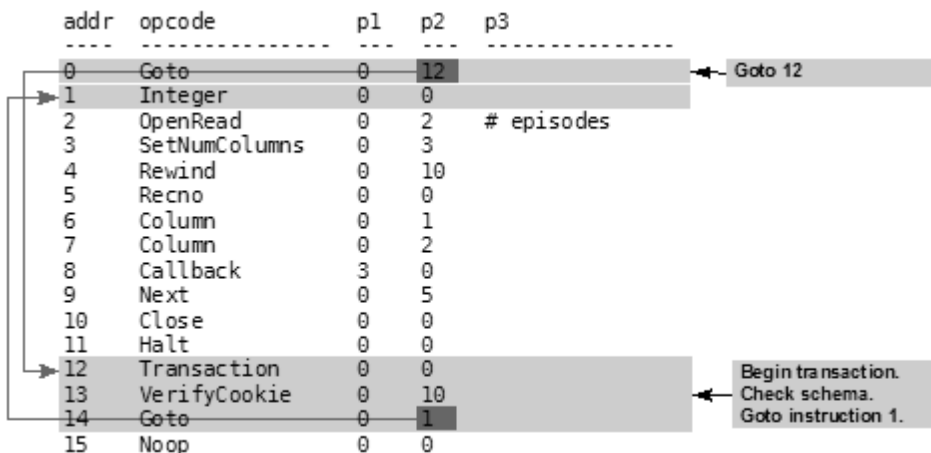 addr opcode p1 p2 p3
---- --------------- --- --- ---------------
0 Goto 0 12 Goto 12
1 Integer 0 0
2 OpenRead 0 2 # episodes
3 SetNumColumns 0 3
4 Rewind 0 10
5 Recno 0 0
6 Column 0 1
7 Column 0 2
8 Callback 3 0
9 Next 0 5
10 Close 0 0
11 Halt 0 0
12 Transaction 0 0 Begin transaction.
13 VerifyCookie 0 10 Check schema.
14 Goto 0 1 Goto instruction 1.
15 Noop 0 0